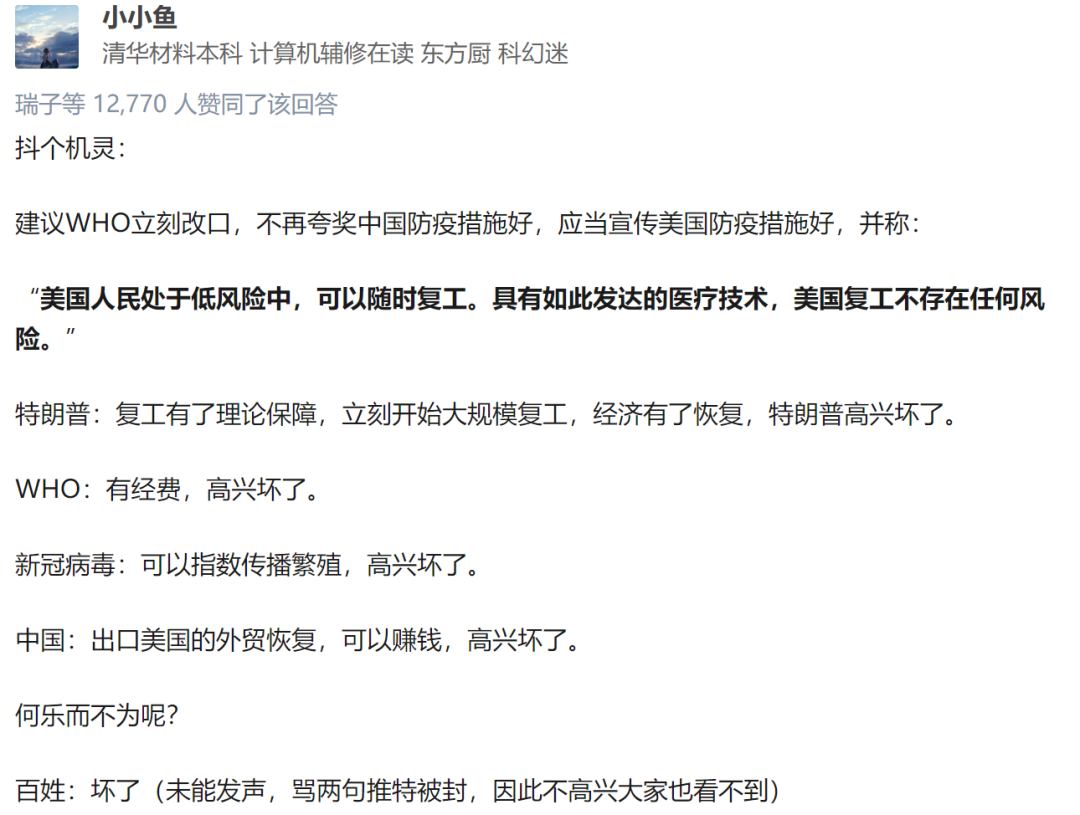 小小鱼
清华材料本科 计算机辅修在读 东方厨 科幻迷
瑞子等 12,770 人赞同了该回答
抖个机灵：
建议WHO立刻改口，不再夸奖中国防疫措施好，应当宣传美国防疫措施好，并称：
“美国人民处于低风险中，可以随时复工。具有如此发达的医疗技术，美国复工不存在任何风
险。”
特朗普：复工有了理论保障，立刻开始大规模复工，经济有了恢复，特朗普高兴坏了。
WHO：有经费，高兴坏了。
新冠病毒：可以指数传播繁殖，高兴坏了。
中国：出口美国的外贸恢复，可以赚钱，高兴坏了。
何乐而不为呢？
百姓：坏了（未能发声，骂两句推特被封，因此不高兴大家也看不到）